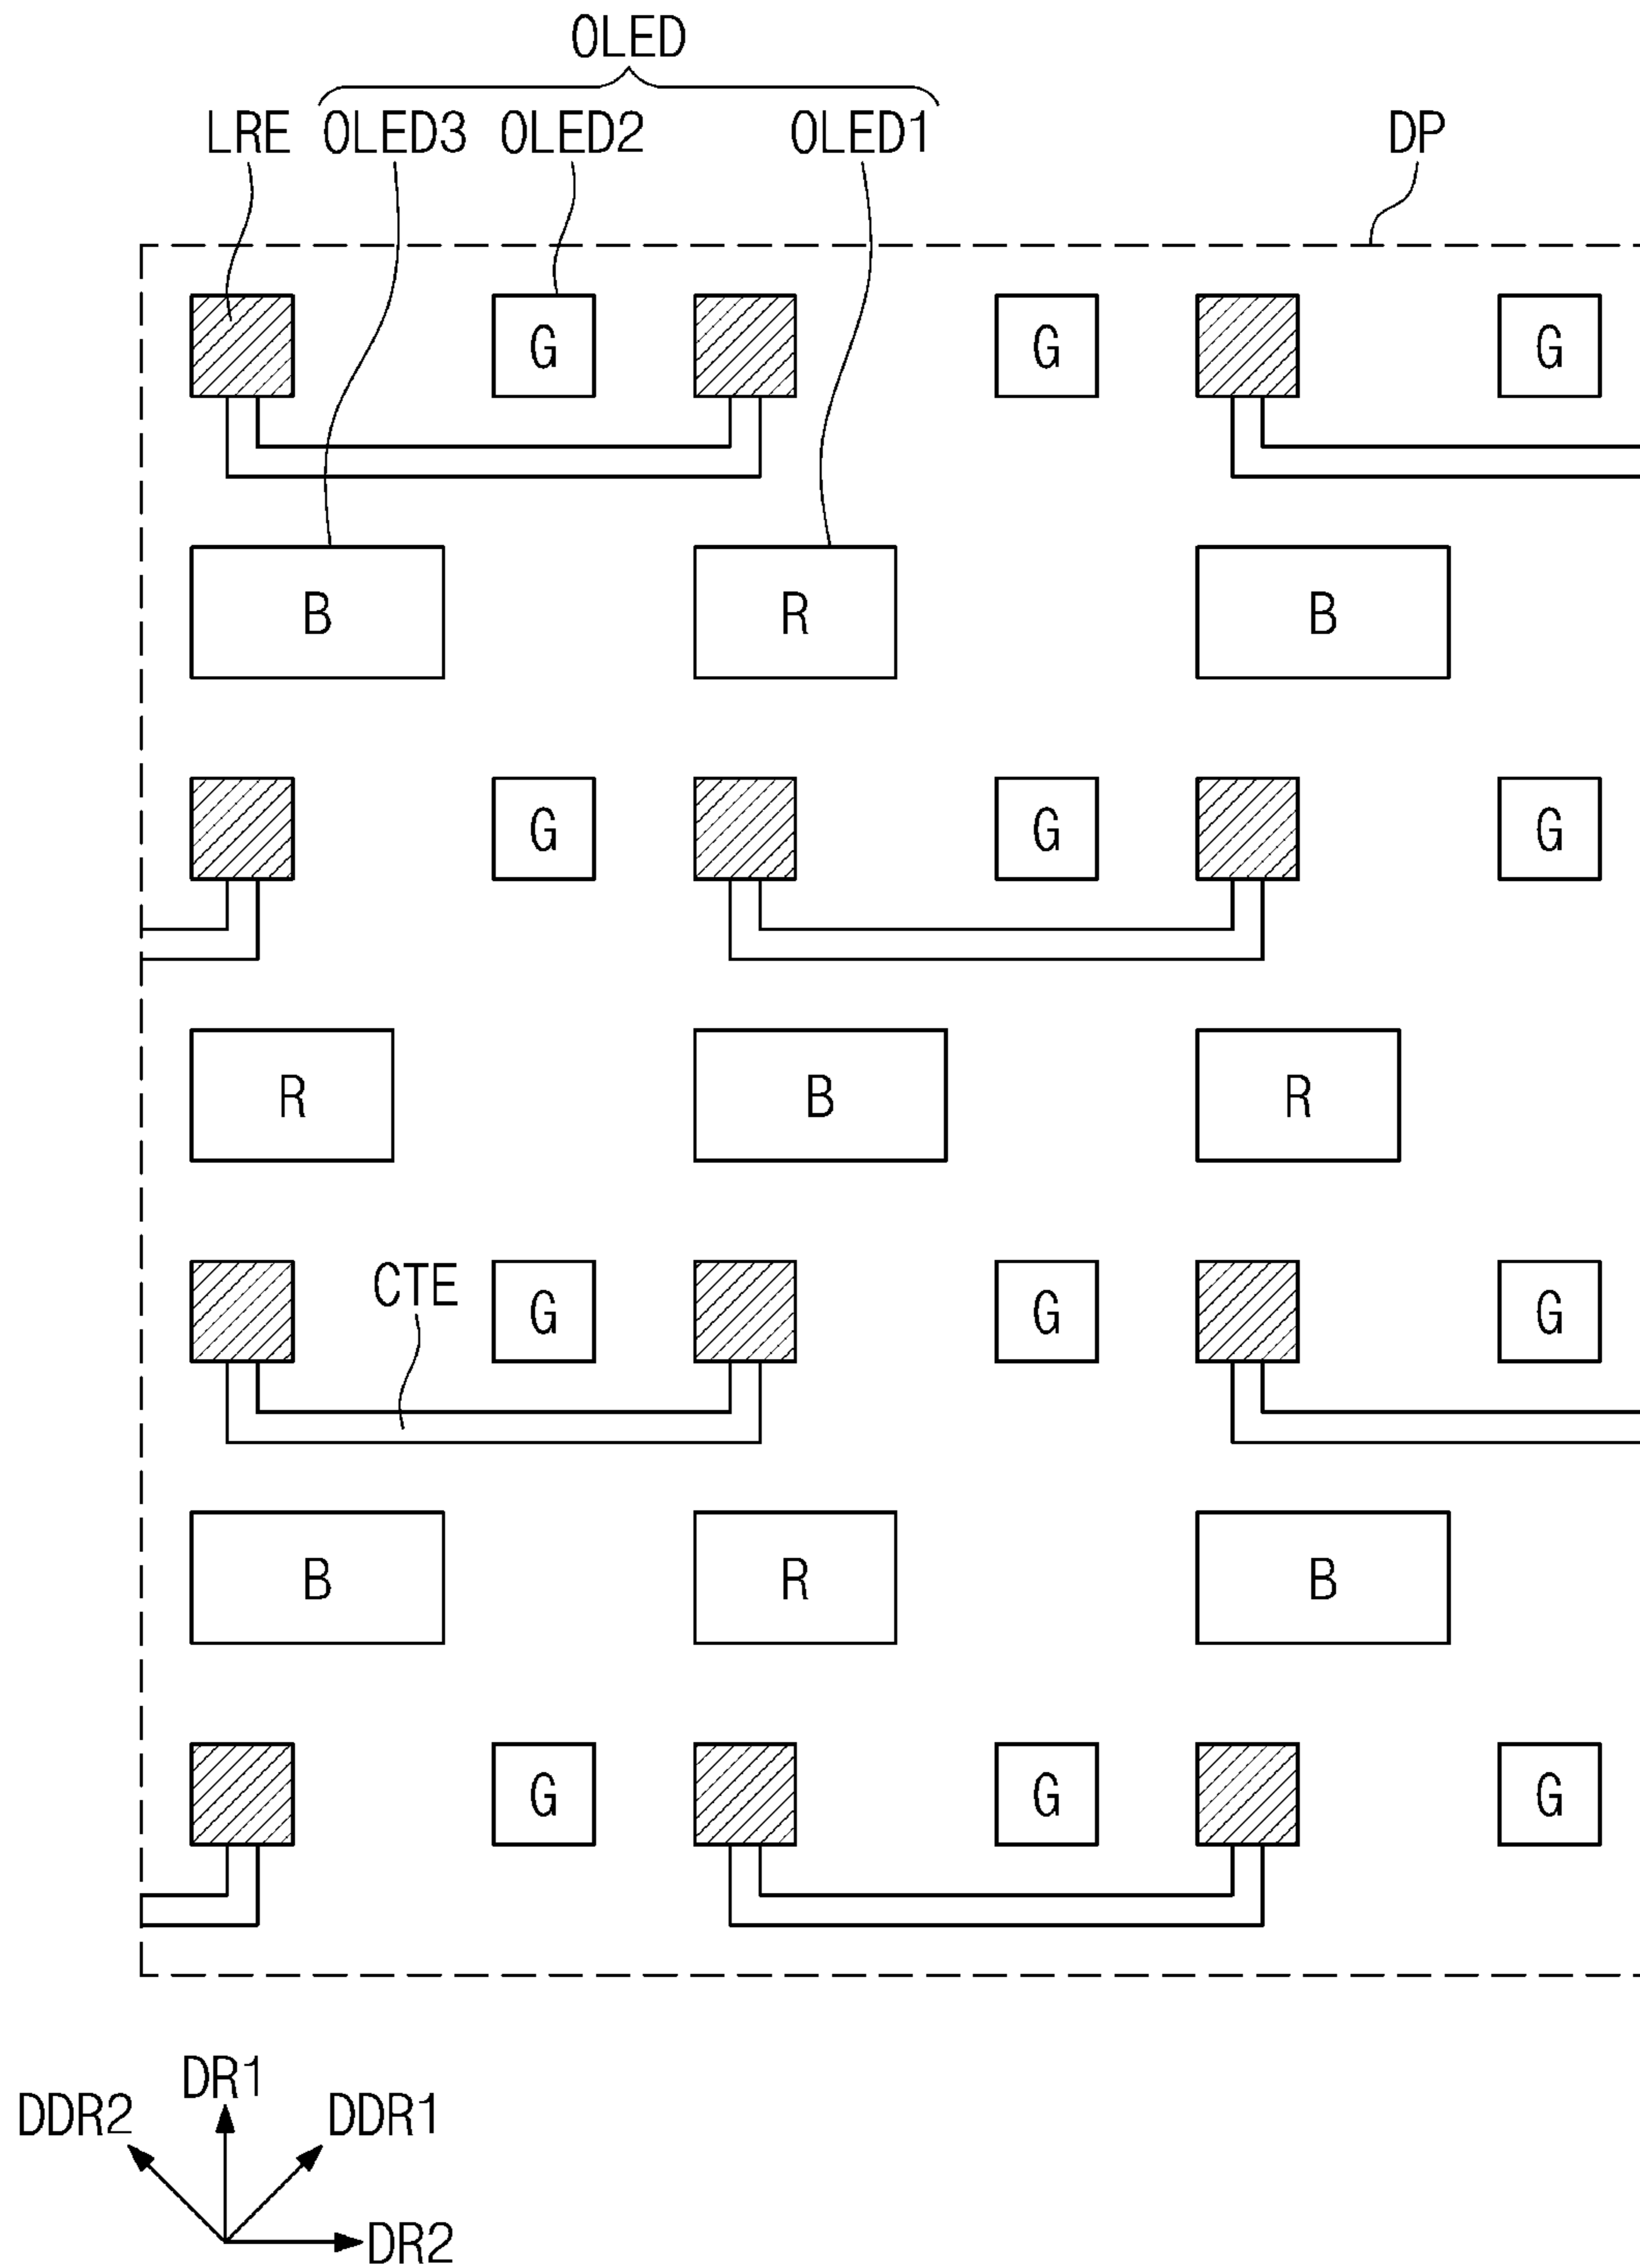 OLED
LRE OLED3 OLED2 OLED1 DP
G G G
B R B
G G G
R B R
CTE G G G
B R B
G G G
DR1
DDR2 DDR1
DR2